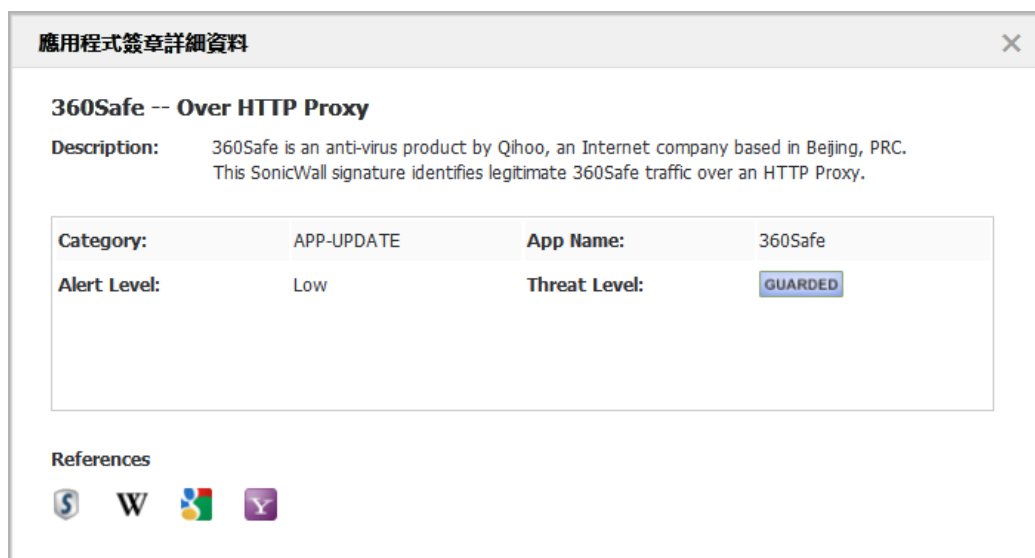 應用程式簽章詳細資料
360Safe -- Over HTTP Proxy
Description: 360Safe is an anti-virus product by Qihoo, an Internet company based in Beijing, PRC.
This SonicWall signature identifies legitimate 360Safe traffic over an HTTP Proxy.
Category: APP-UPDATE App Name: 360Safe
Alert Level: Low Threat Level: GUARDED
References
S W g Y